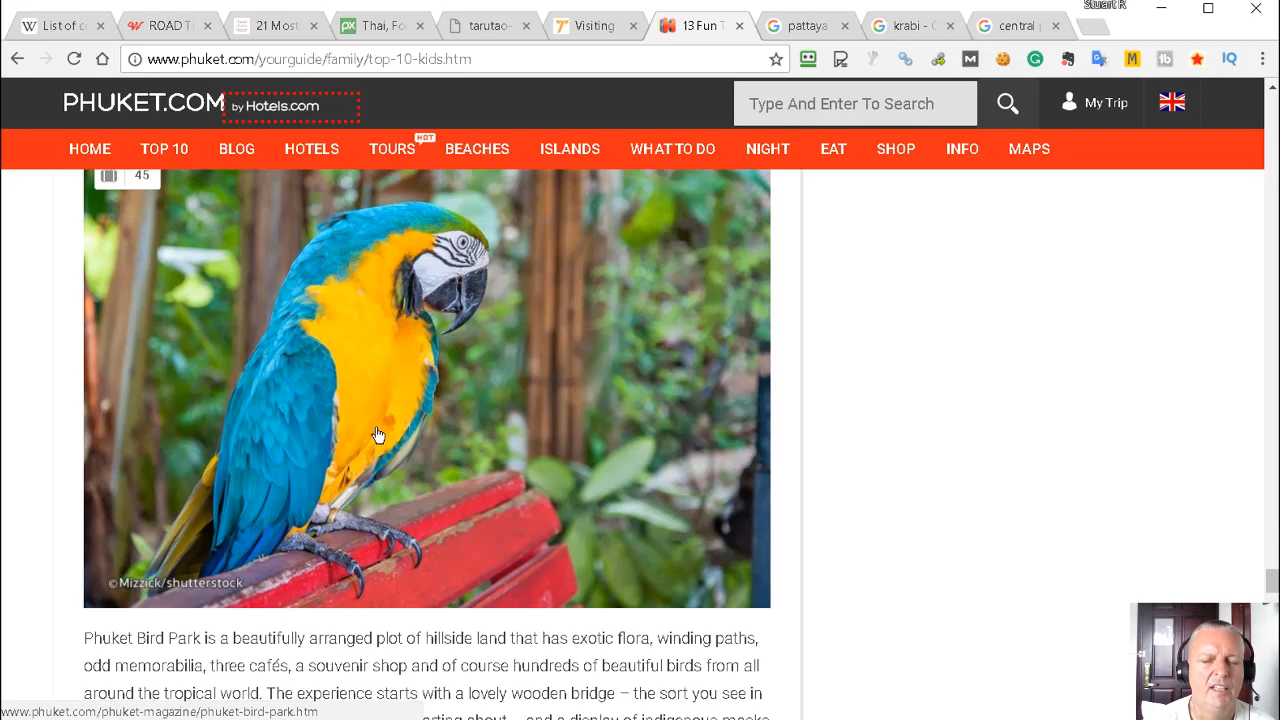 Stuart R
List of c
ROAD T
21 Most
Thai, Fo
tarutao
Visiting
13 Fun T
pattaya
krabi - G
central
www.phuket.com/yourguide/family/top-10-kids.htm
PHUKET.COM by Hotels.com
Type And Enter To Search
My Trip
HOT
HOME TOP 10 BLOG HOTELS TOURS BEACHES ISLANDS WHAT TO DO NIGHT EAT SHOP INFO MAPS
45
©Mizzick/shutterstock
Phuket Bird Park is a beautifully arranged plot of hillside land that has exotic flora, winding paths,
odd memorabilia, three cafés, a souvenir shop and of course hundreds of beautiful birds from all
around the tropical world. The experience starts with a lovely wooden bridge – the sort you see in
www.phuket.com/phuket-magazine/phuket-bird-park.htm